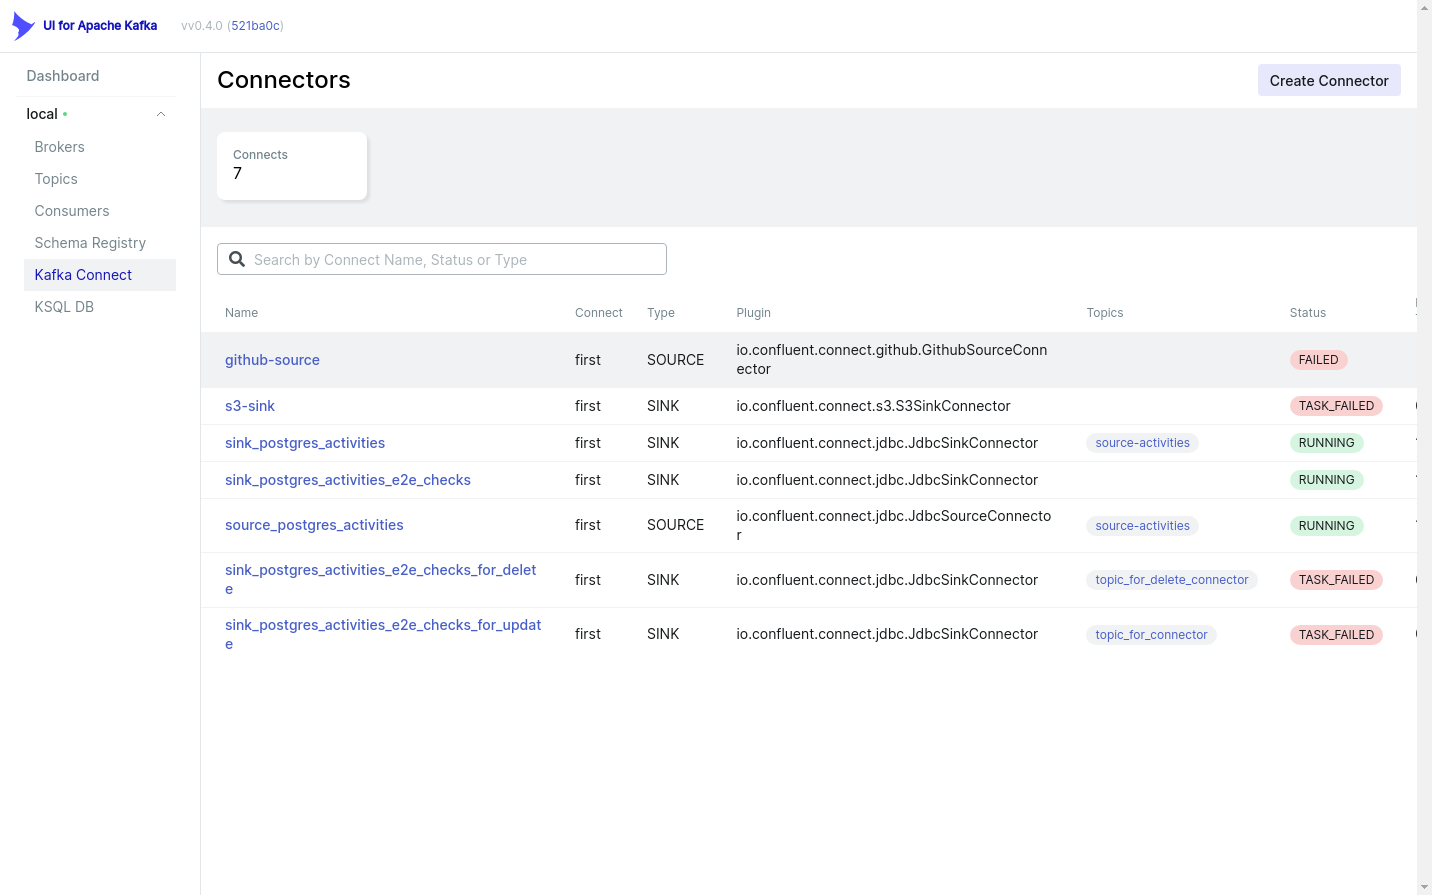 UI for Apache Kafka
vv0.4.0 (521ba0c)
Dashboard
local
Brokers
Topics
Consumers
Schema Registry
Kafka Connect
KSQL DB
Connectors
Create Connector
Connects
7
Search by Connect Name, Status or Type
Name Connect Type Plugin Topics Status
github-source first SOURCE io.confluent.connect.github.GithubSourceConn
ector FAILED
s3-sink first SINK io.confluent.connect.s3.S3SinkConnector TASK_FAILED
sink_postgres_activities first SINK io.confluent.connect.jdbc.JdbcSinkConnector source-activities RUNNING
sink_postgres_activities_e2e_checks first SINK io.confluent.connect.jdbc.JdbcSinkConnector RUNNING
source_postgres_activities first SOURCE io.confluent.connect.jdbc.JdbcSourceConnecto
r source-activities RUNNING
sink_postgres_activities_e2e_checks_for_delet
e first SINK io.confluent.connect.jdbc.JdbcSinkConnector topic_for_delete_connector TASK_FAILED
sink_postgres_activities_e2e_checks_for_updat
e first SINK io.confluent.connect.jdbc.JdbcSinkConnector topic_for_connector TASK_FAILED